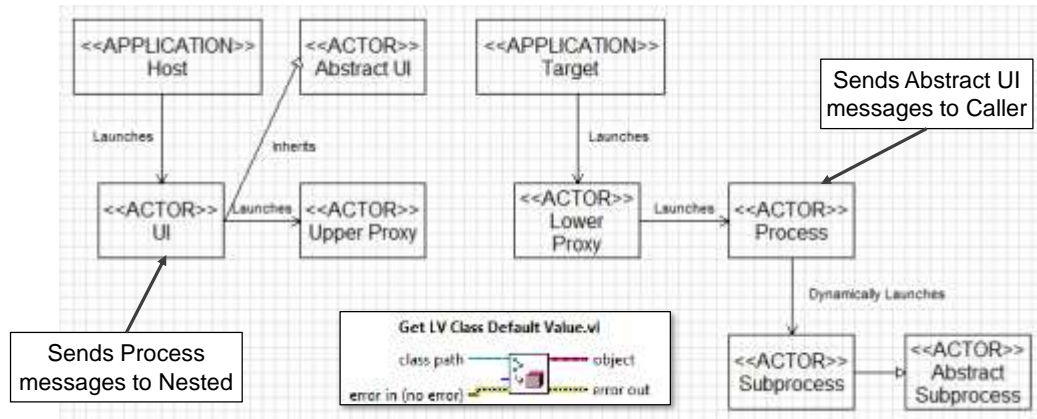 <<APPLICATION>>
Host
<<ACTOR>>
Abstract UI
<<APPLICATION>>
Target
Sends Abstract UI
messages to Caller
Launches
Inherits
Launches
<<ACTOR>>
UI
Launches
<<ACTOR>>
Upper Proxy
<<ACTOR>>
Lower
Proxy
Launches
<<ACTOR>>
Process
Dynamically Launches
Sends Process
messages to Nested
Get LV Class Default Value.vi
class path
object
error in (no error)
error out
<<ACTOR>>
Subprocess
<<ACTOR>>
Abstract
Subprocess